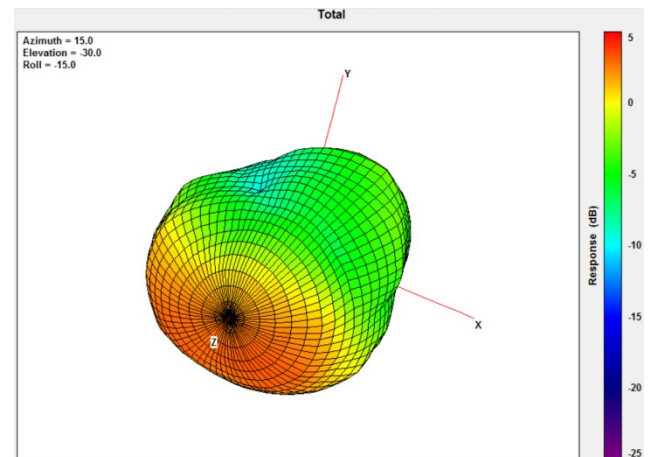 Total
Azimuth = 15.0
Elevation = -30.0
Roll = -15.0
Y
X
Z
5
0
-5
-10
-15
-20
-25
Response (dB)